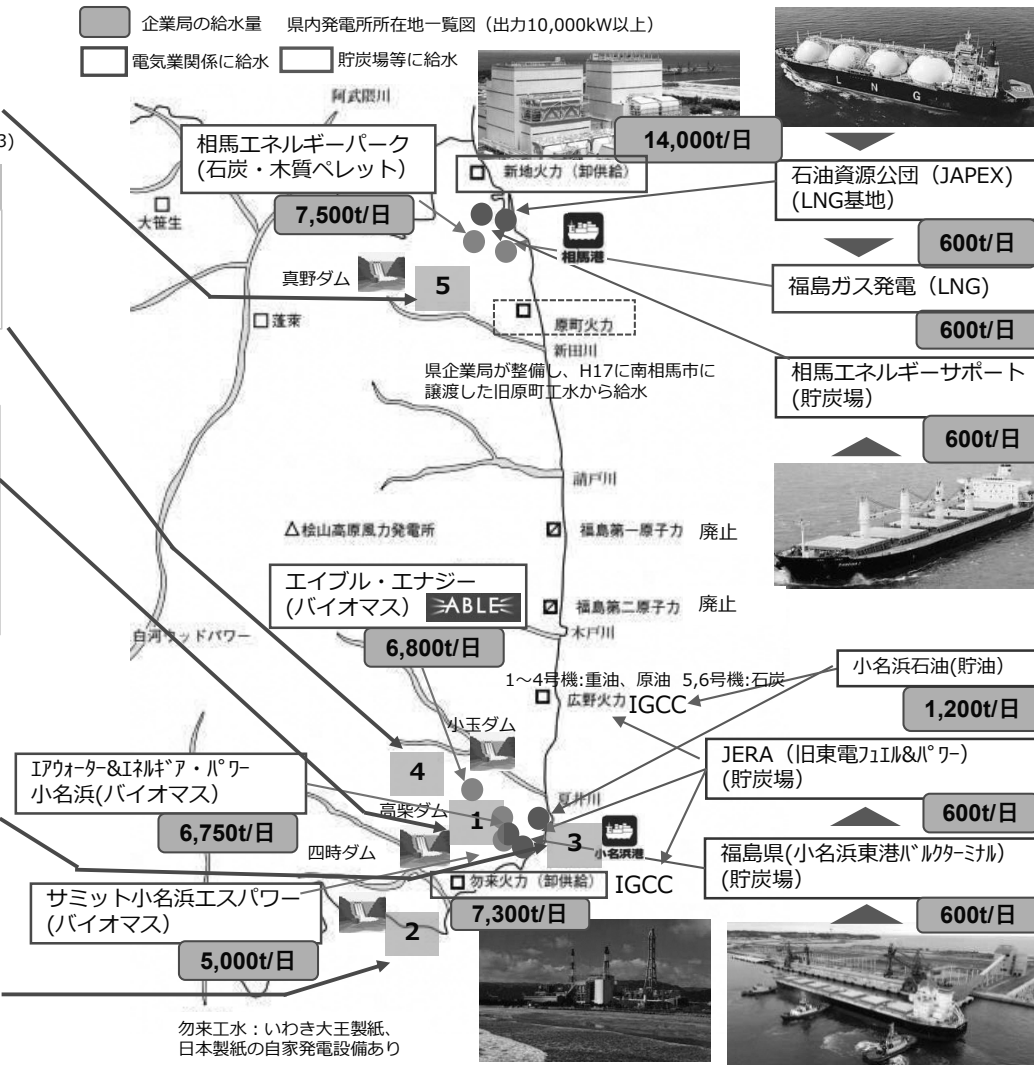 企業局の給水量 県内発電所所在地一覧図（出力10,000kW以上）
電気業関係に給水 貯炭場等に給水
阿武隈川
3)
相馬エネルギーパーク
(石炭・木質ペレット)
7,500t/日
14,000t/日
新地火力（卸供給）
LNG
石油資源公団（JAPEX)
(LNG基地)
600t/日
大笹生
相馬港
真野ダム
5
福島ガス発電（LNG)
600t/日
蓬莱
原町火力
新田川
県企業局が整備し、H17に南相馬市に
譲渡した旧原町工水から給水
相馬エネルギーサポート
(貯炭場)
600t/日
請戸川
桧山高原風力発電所
福島第一原子力 廃止
エイブル・エナジー
(バイオマス) ABLE
6,800t/日
福島第二原子力 廃止
木戸川
白河ウッドパワー
1～4号機:重油、原油 5,6号機:石炭
広野火力 IGCC
小名浜石油(貯油)
1,200t/日
小玉ダム
4
JERA（旧東電ﾌｭｴﾙ&ﾊﾟﾜｰ)
(貯炭場)
600t/日
ｴｱｳｫｰﾀｰ&ｴﾈﾙｷﾞｱ・ﾊﾟﾜｰ
小名浜(バイオマス)
6,750t/日
夏井川
高柴ダム
1
3
小名浜港
四時ダム
福島県(小名浜東港ﾊﾞﾙｸﾀｰﾐﾅﾙ)
(貯炭場)
600t/日
勿来火力（卸供給） IGCC
7,300t/日
サミット小名浜エスパワー
(バイオマス)
5,000t/日
2
勿来工水：いわき大王製紙、
日本製紙の自家発電設備あり